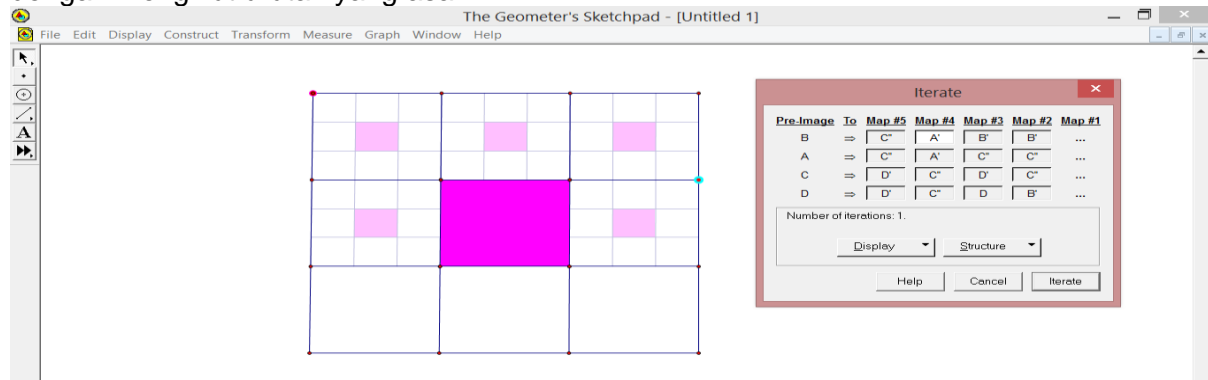 The Geometer's Sketchpad - [Untitled 1]
File Edit Display Construct Transform Measure Graph Window Help
A
Iterate
Pre-Image To Map #5 Map #4 Map #3 Map #2 Map #1
B ⇒ C" A' B' B' ...
A ⇒ C" A' C" C" ...
C ⇒ D' C" D' C" ...
D ⇒ D' C" D B' ...
Number of iterations: 1.
Display Structure
Help Cancel Iterate